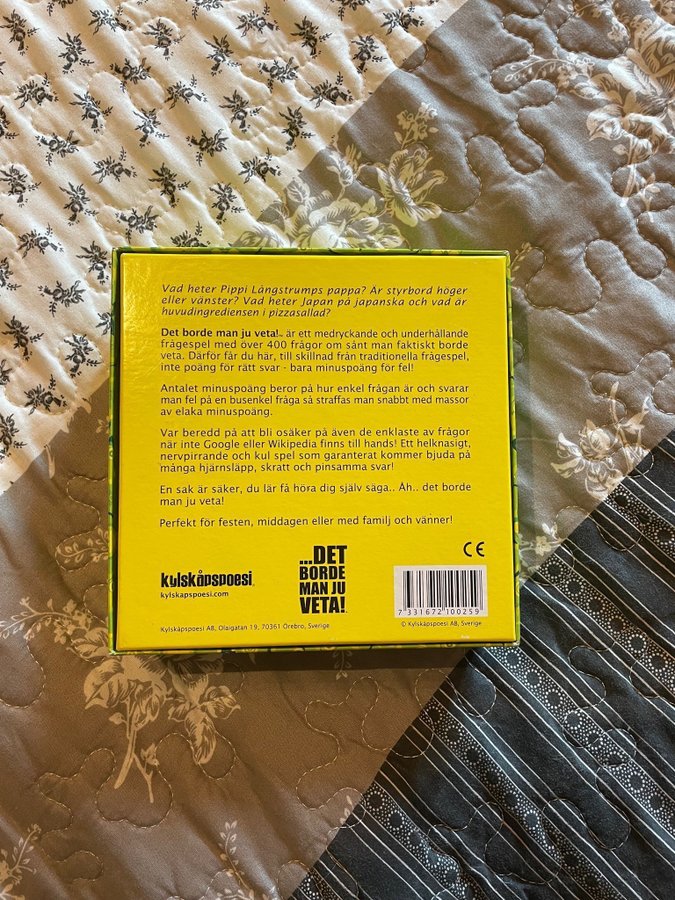 Vad heter Pippi Långstrumps pappa? Är styrbord höger
eller vänster? Vad heter Japan på japanska och vad är
huvudingrediensen i pizzasallad?
Det borde man ju veta!™ är ett medryckande och underhållande
frågespel med över 400 frågor om sånt man faktiskt borde
veta. Därför får du här, till skillnad från traditionella frågespel,
inte poäng för rätt svar - bara minuspoäng för fel!
Antalet minuspoäng beror på hur enkel frågan är och svarar
man fel på en busenkel fråga så straffas man snabbt med massor
av elaka minuspoäng.
Var beredd på att bli osäker på även de enklaste av frågor
när inte Google eller Wikipedia finns till hands! Ett helknasigt,
nervpirrande och kul spel som garanterat kommer bjuda på
många hjärnsläpp, skratt och pinsamma svar!
En sak är säker, du lär få höra dig själv säga.. Åh.. det borde
man ju veta!
Perfekt för festen, middagen eller med familj och vänner!
CE
kylskåpspoesi
kylskapspoesi.com
...DET
BORDE
MAN JU
VETA!
7 331672 100259
Kylskåpspoesi AB, Olaigatan 19, 70361 Örebro, Sverige
© Kylskåpspoesi AB, Sverige